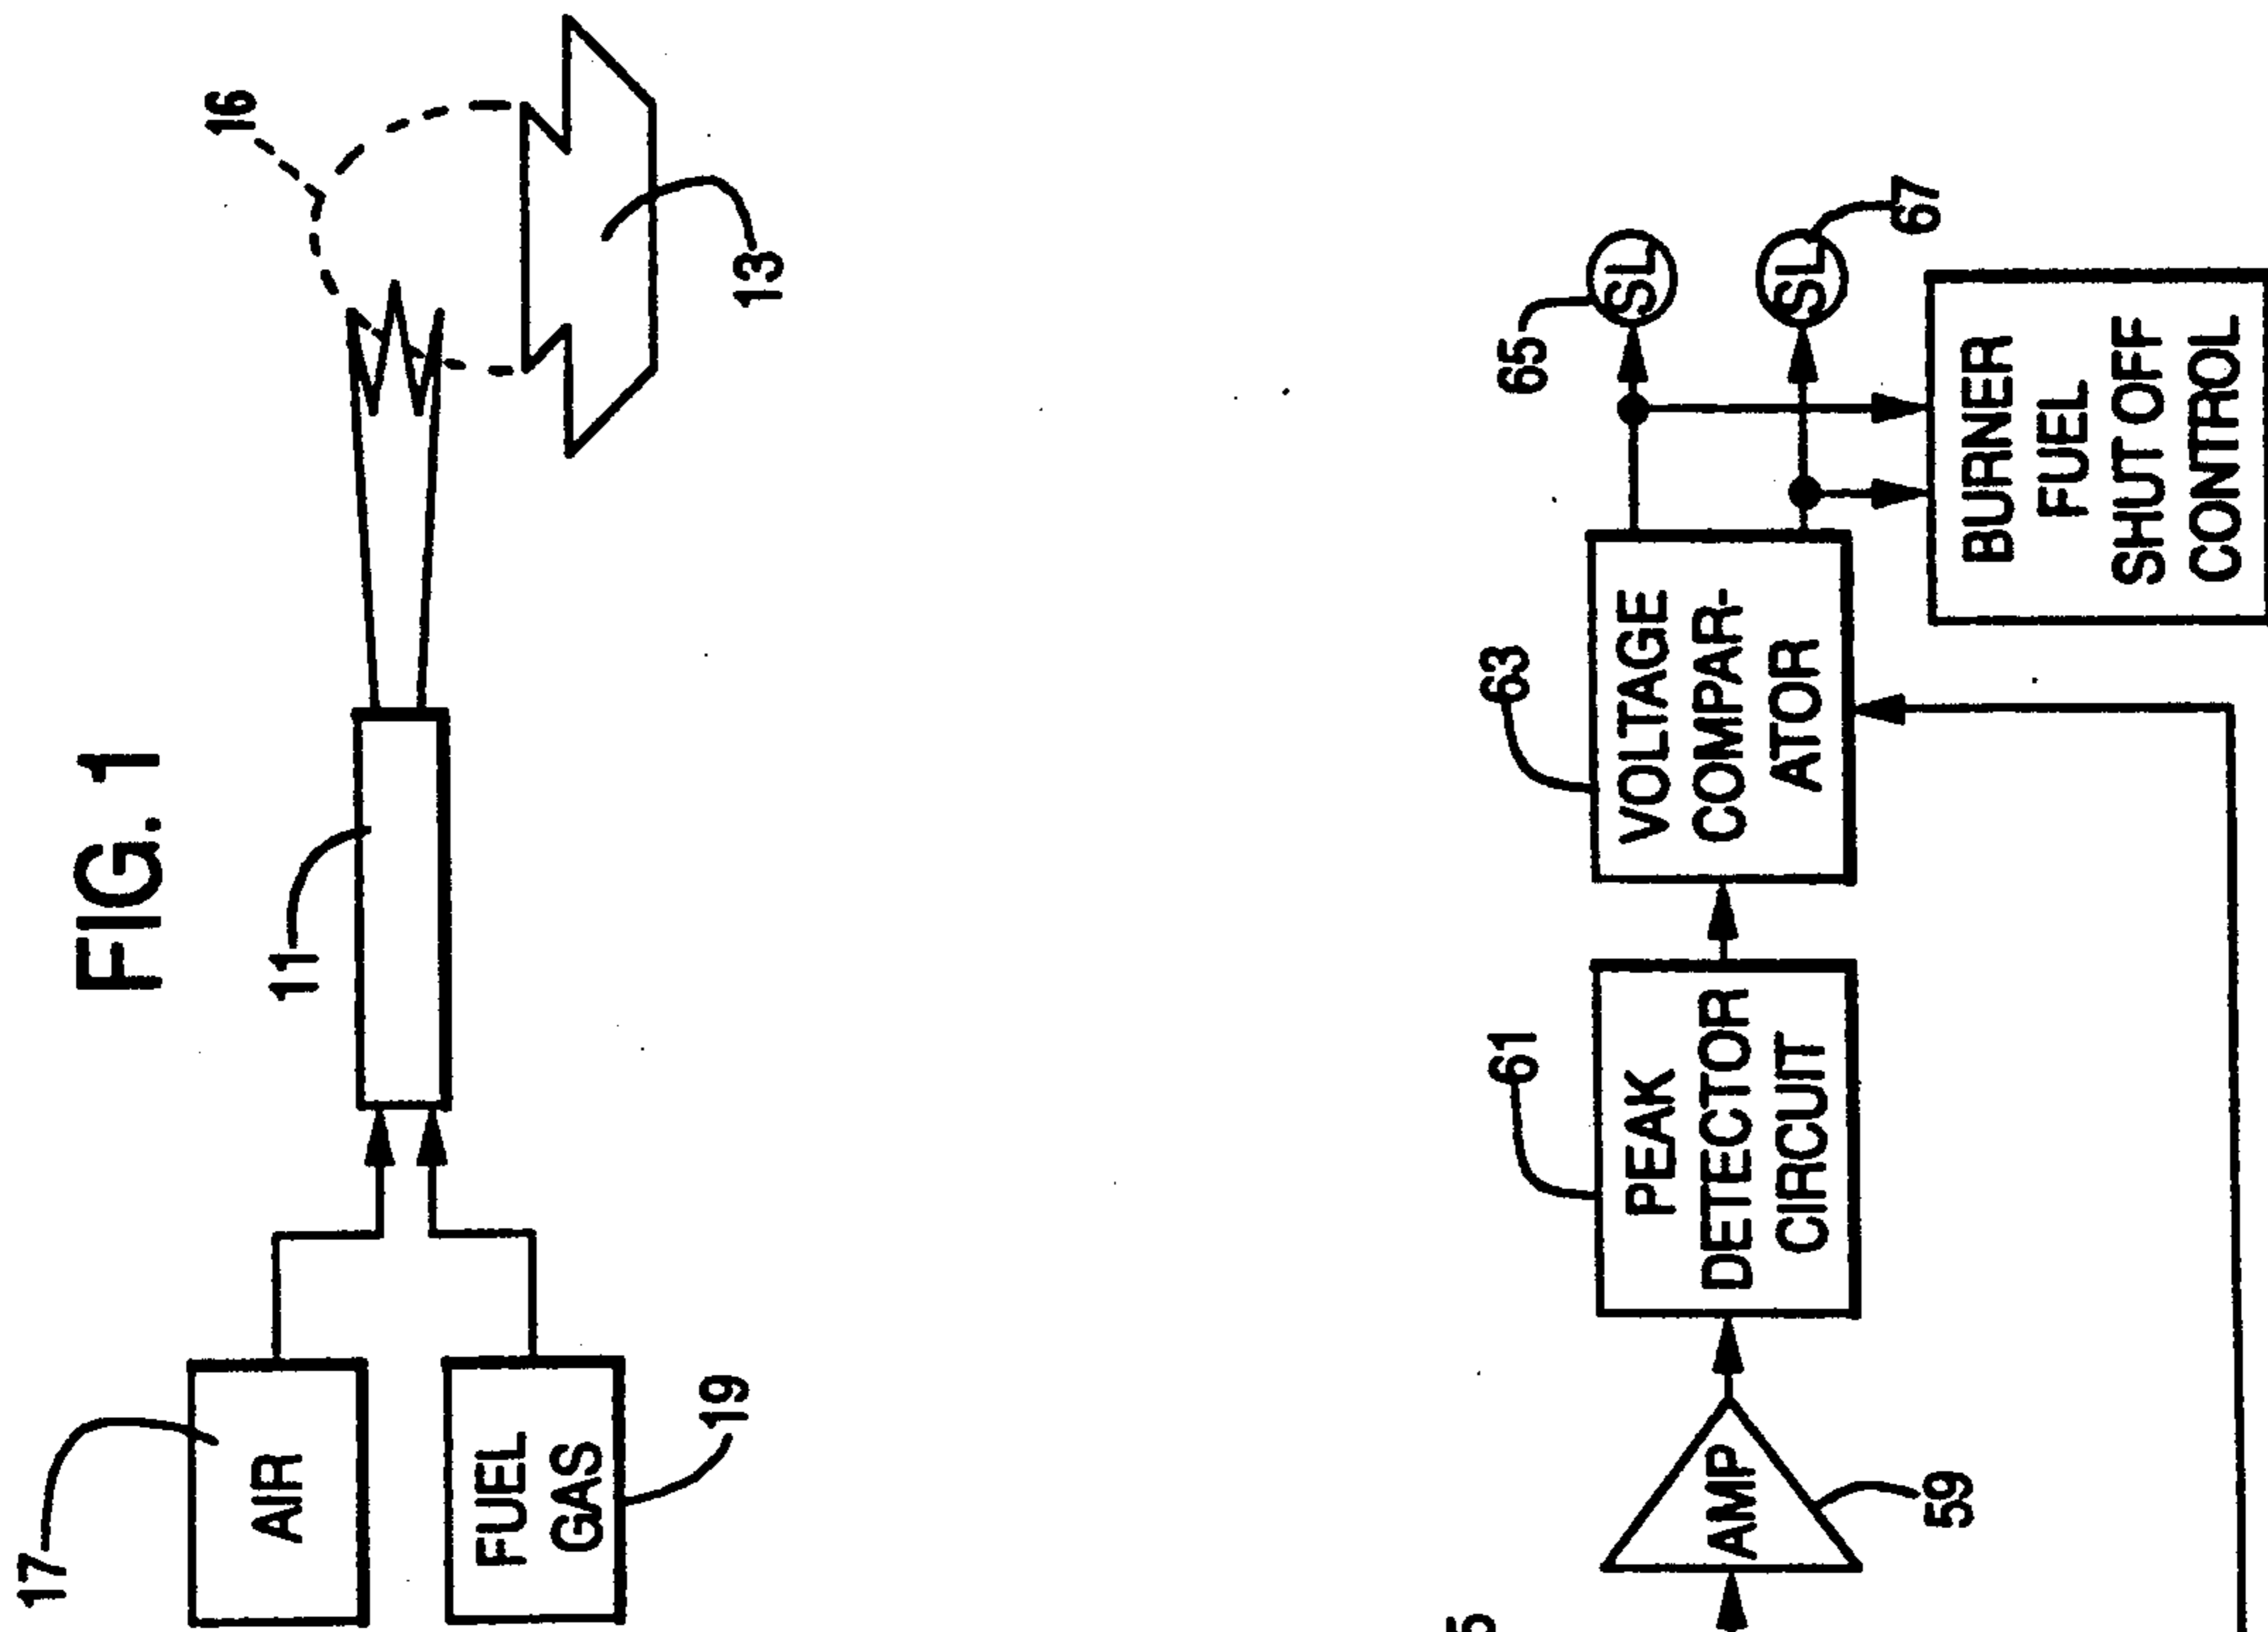 FIG. 1
17
AIR
FUEL
GAS
19
11
16
13
AMP
59
61
PEAK
DETECTOR
CIRCUIT
63
VOLTAGE
COMPAR-
ATOR
65
SL
SL
67
BURNER
FUEL
SHUT OFF
CONTROL